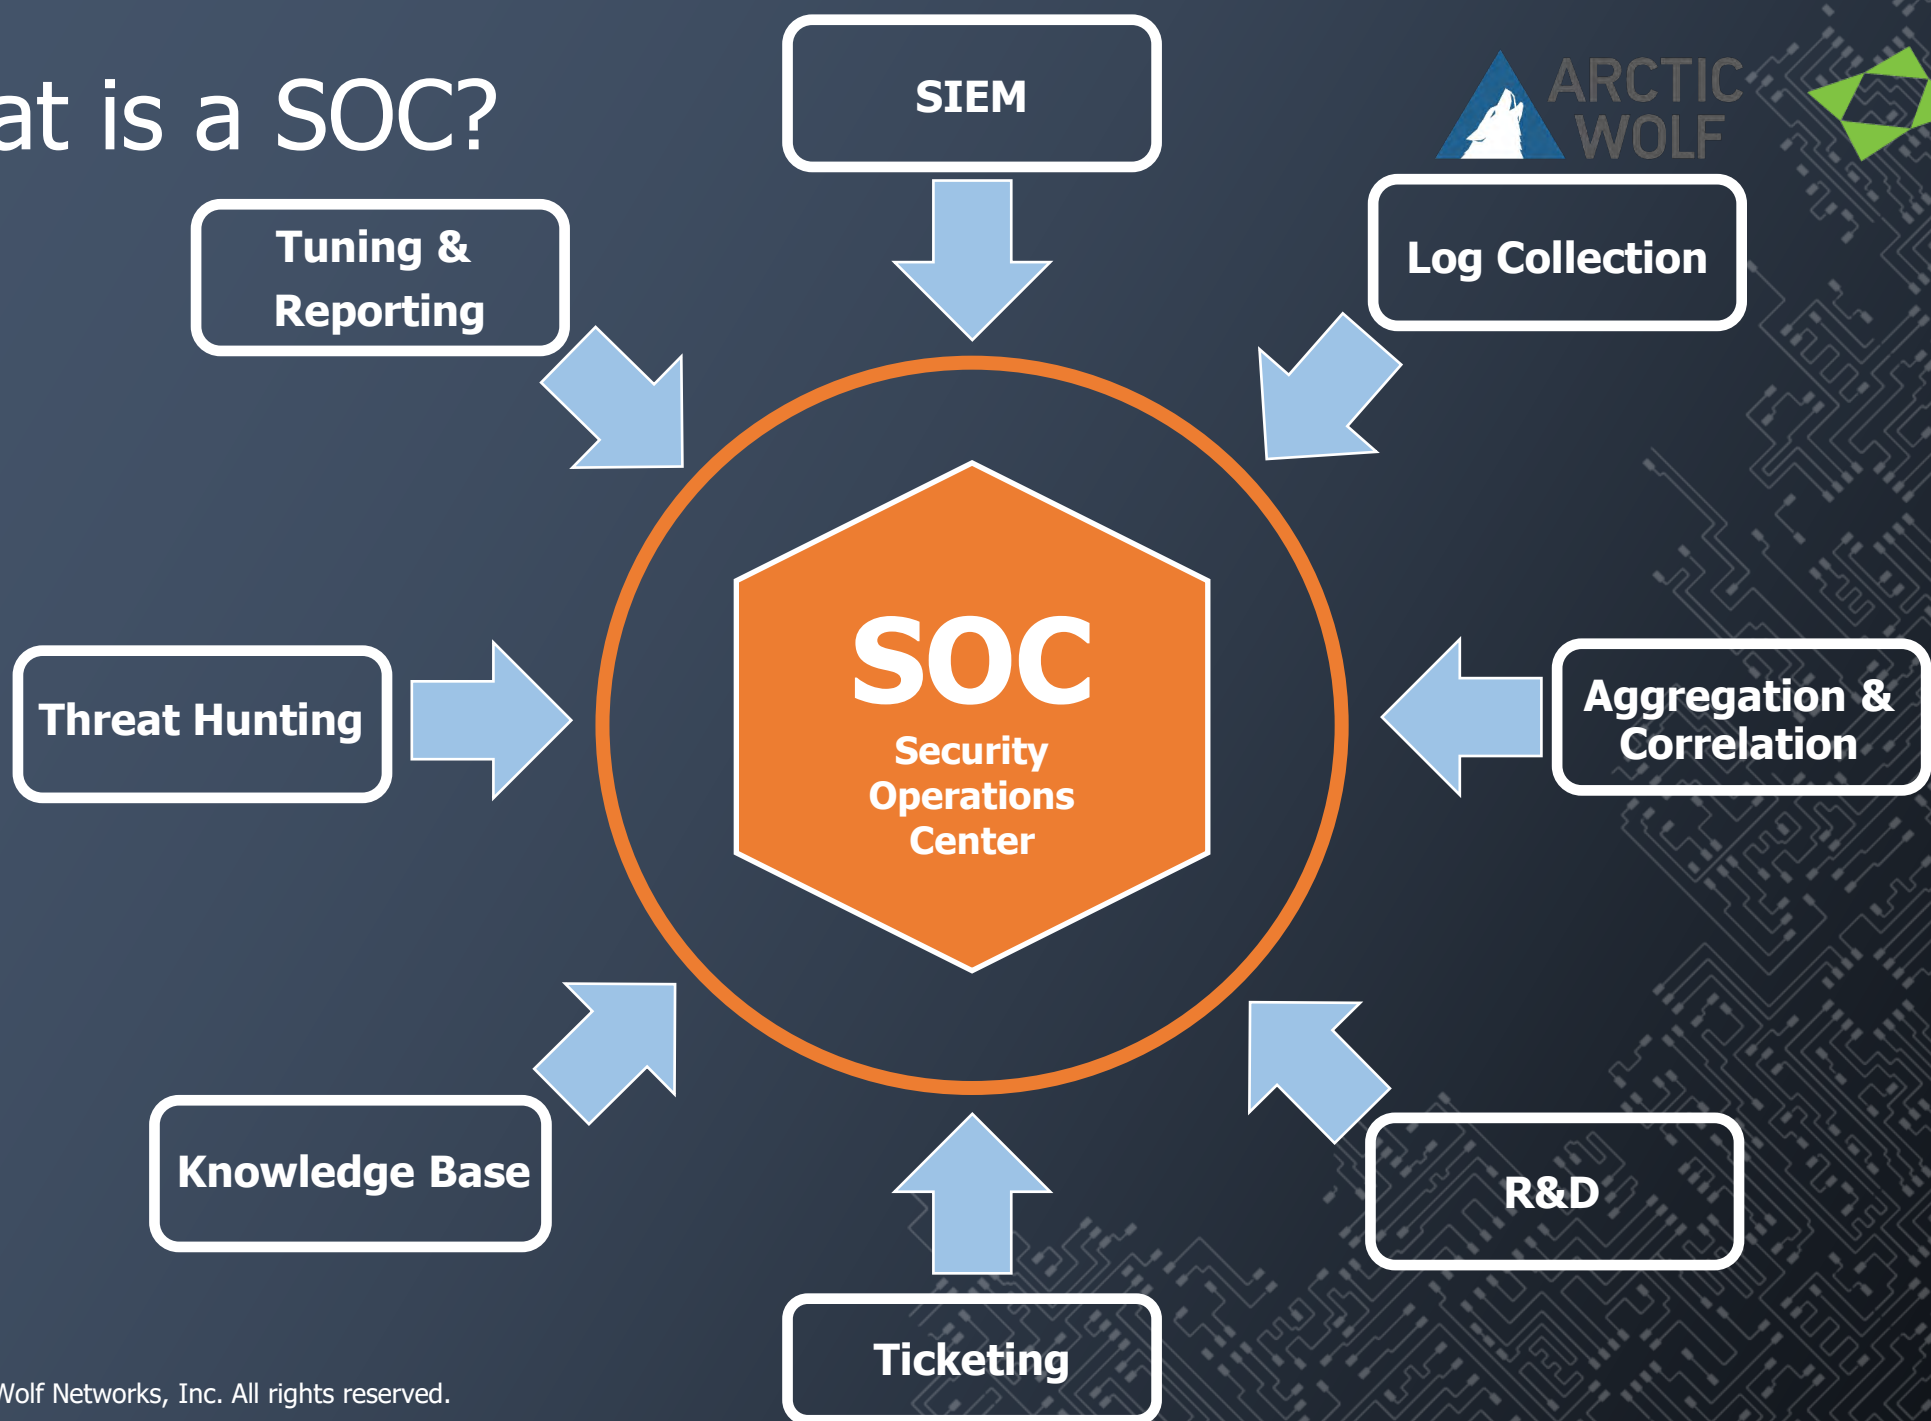 at is a SOC?
SIEM
ARCTIC
WOLF
Tuning &
Reporting
Log Collection
SOC
Security
Operations
Center
Threat Hunting
Aggregation &
Correlation
Knowledge Base
R&D
Ticketing
Wolf Networks, Inc. All rights reserved.